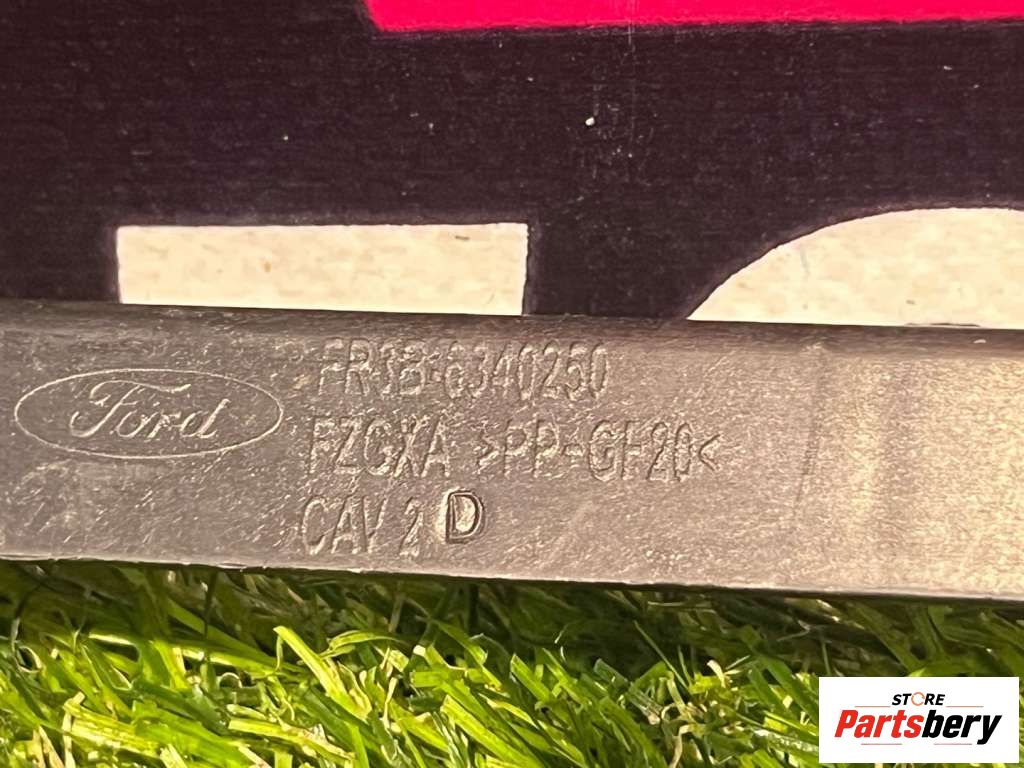 Ford
FR3B-6340250
FZGXA >PP-GF20<
CAV 2 D
STORE
Partsbery